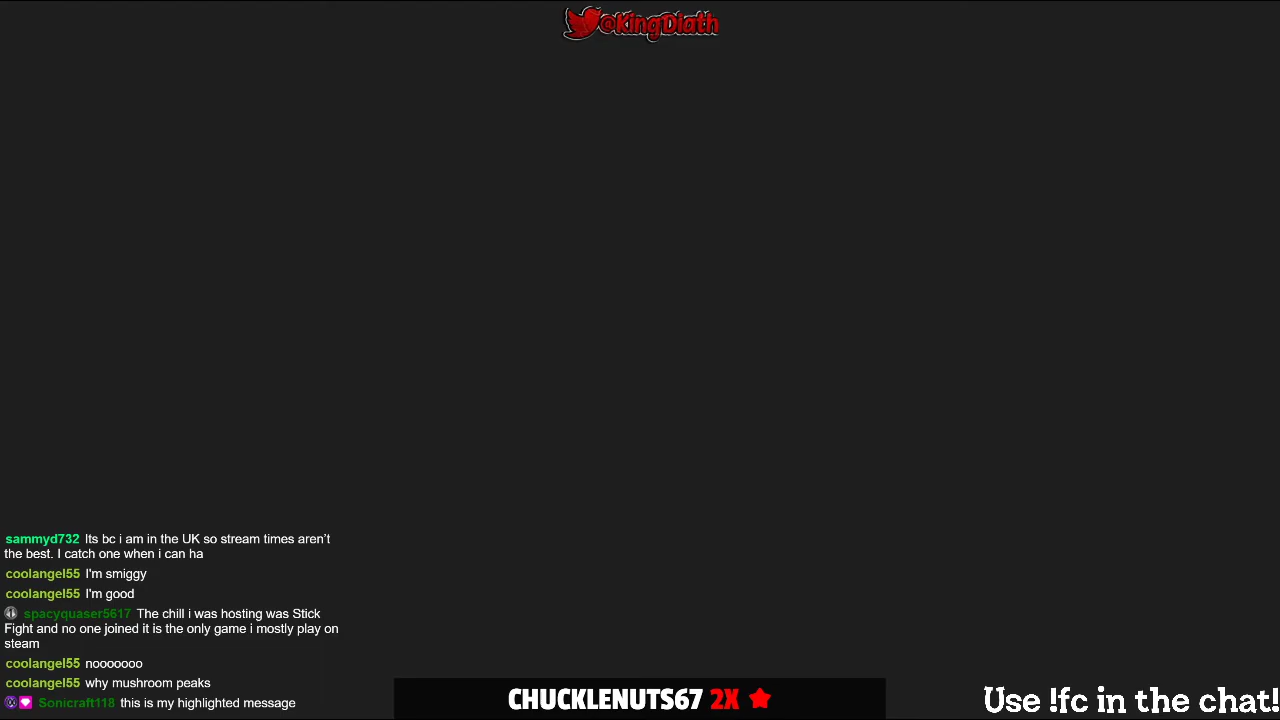 @KingDlath
sammyd732 Its bc i am in the UK so stream times aren't
the best. I catch one when i can ha
coolangel55 I'm smiggy
coolangel55 I'm good
spacyquaser5617 The chill i was hosting was Stick
Fight and no one joined it is the only game i mostly play on
steam
coolangel55 nooooooo
coolangel55 why mushroom peaks
Sonicraft118 this is my highlighted message
CHUCKLENUTS67 2X
Use !fc in the chat!